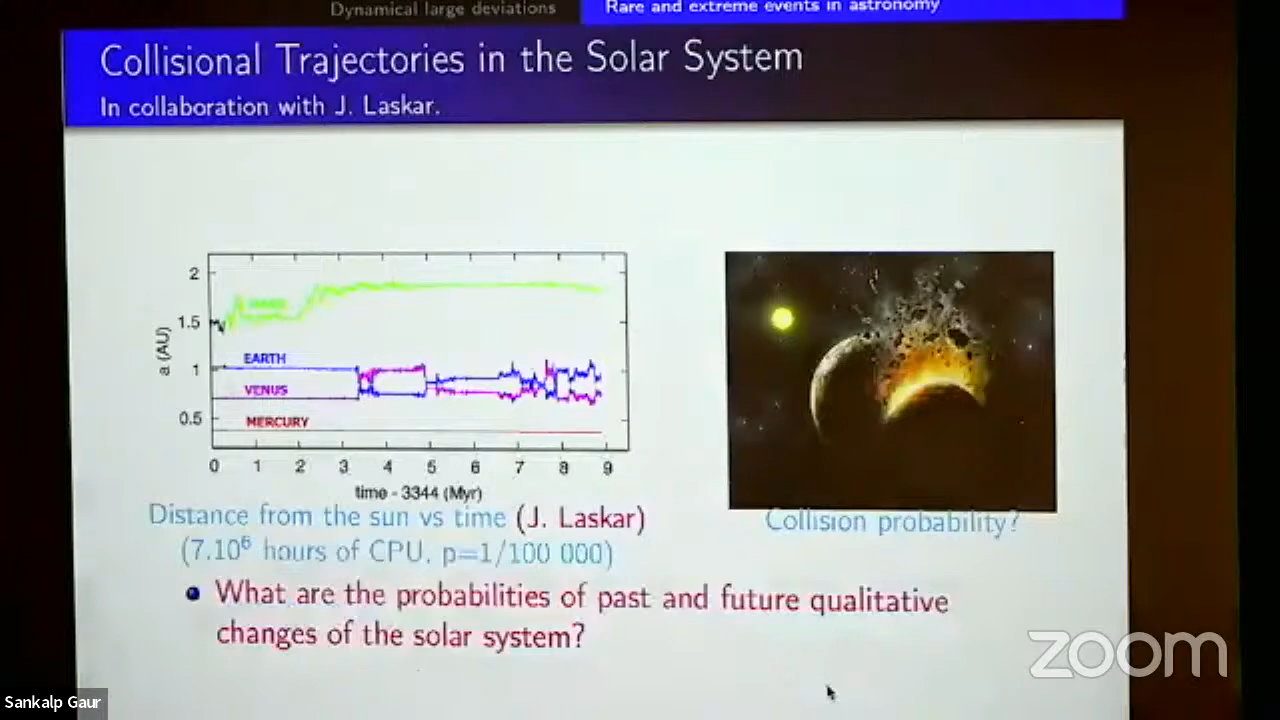 Dynamical large deviations
Rare and extreme events in astronomy
Collisional Trajectories in the Solar System
In collaboration with J. Laskar.
2
1.5
1
0.5
a (AU)
EARTH
VENUS
MERCURY
0 1 2 3 4 5 6 7 8 9
time - 3344 (Myr)
Distance from the sun vs time (J. Laskar)
(7.10⁶ hours of CPU, p=1/100 000)
Collision probability?
What are the probabilities of past and future qualitative
changes of the solar system?
zoom
Sankalp Gaur